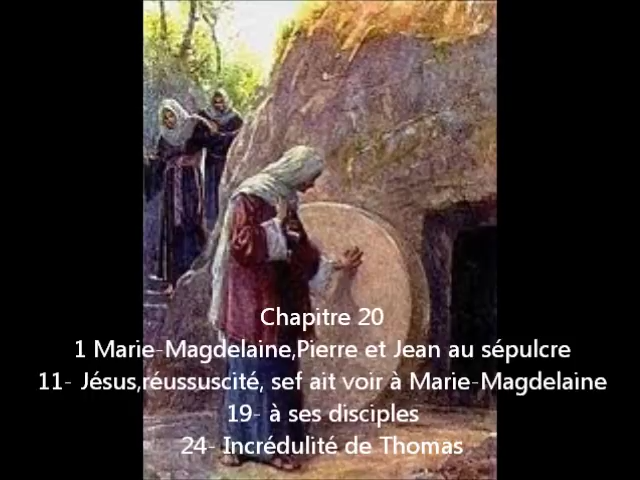 Chapitre 20
1 Marie-Magdelaine,Pierre et Jean au sépulcre
11- Jésus,réussuscité, sef ait voir à Marie-Magdelaine
19- à ses disciples
24- Incrédulité de Thomas